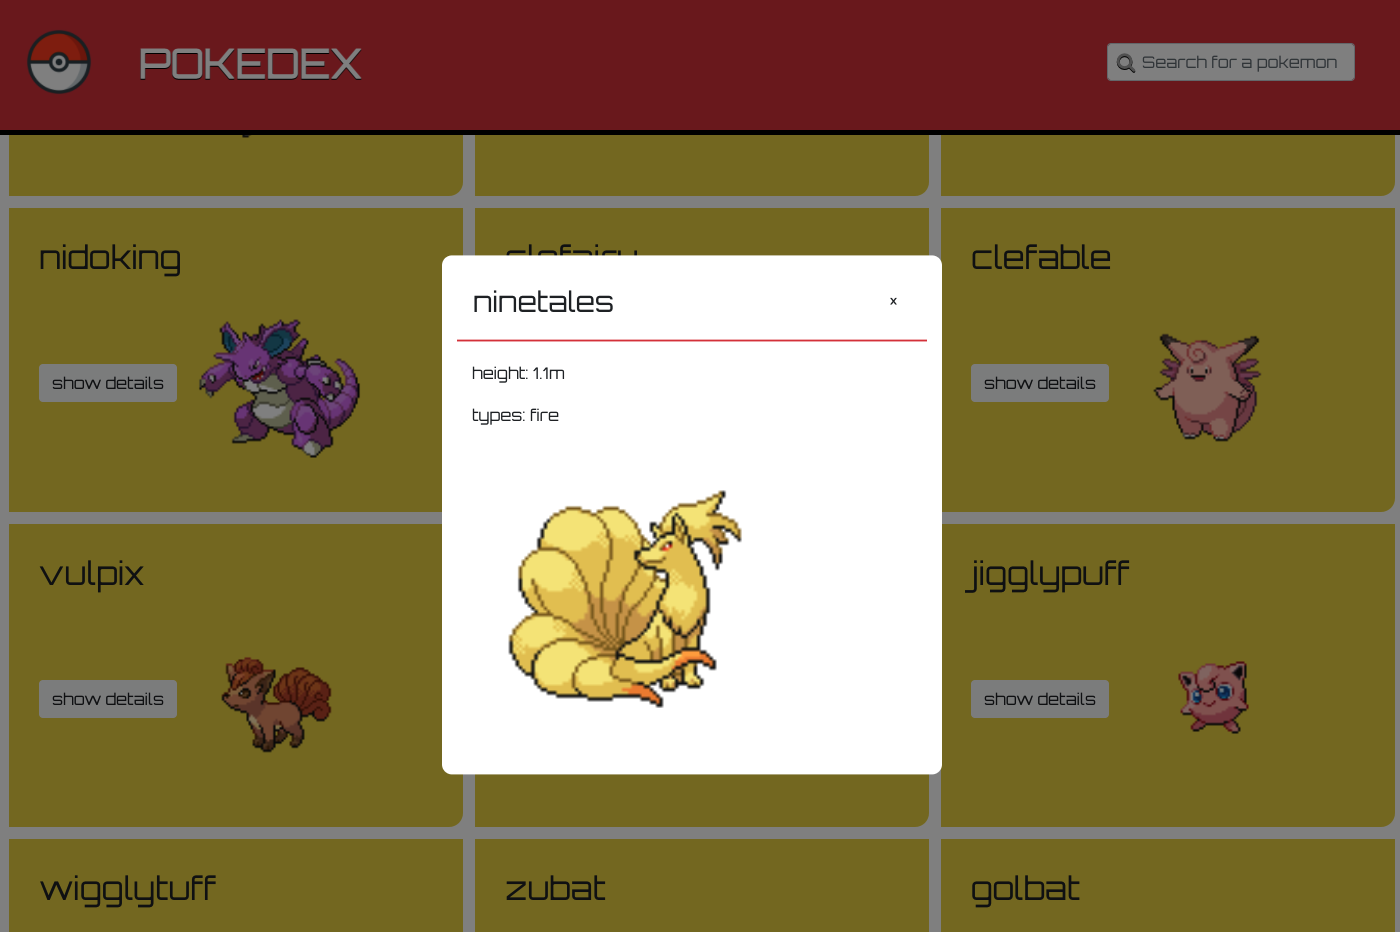 POKEDEX
Search for a pokemon
nidoking
clefairy
clefable
show details
show details
ninetales
x
height: 1.1m
types: fire
vulpix
jigglypuff
show details
show details
wigglytuff
zubat
golbat